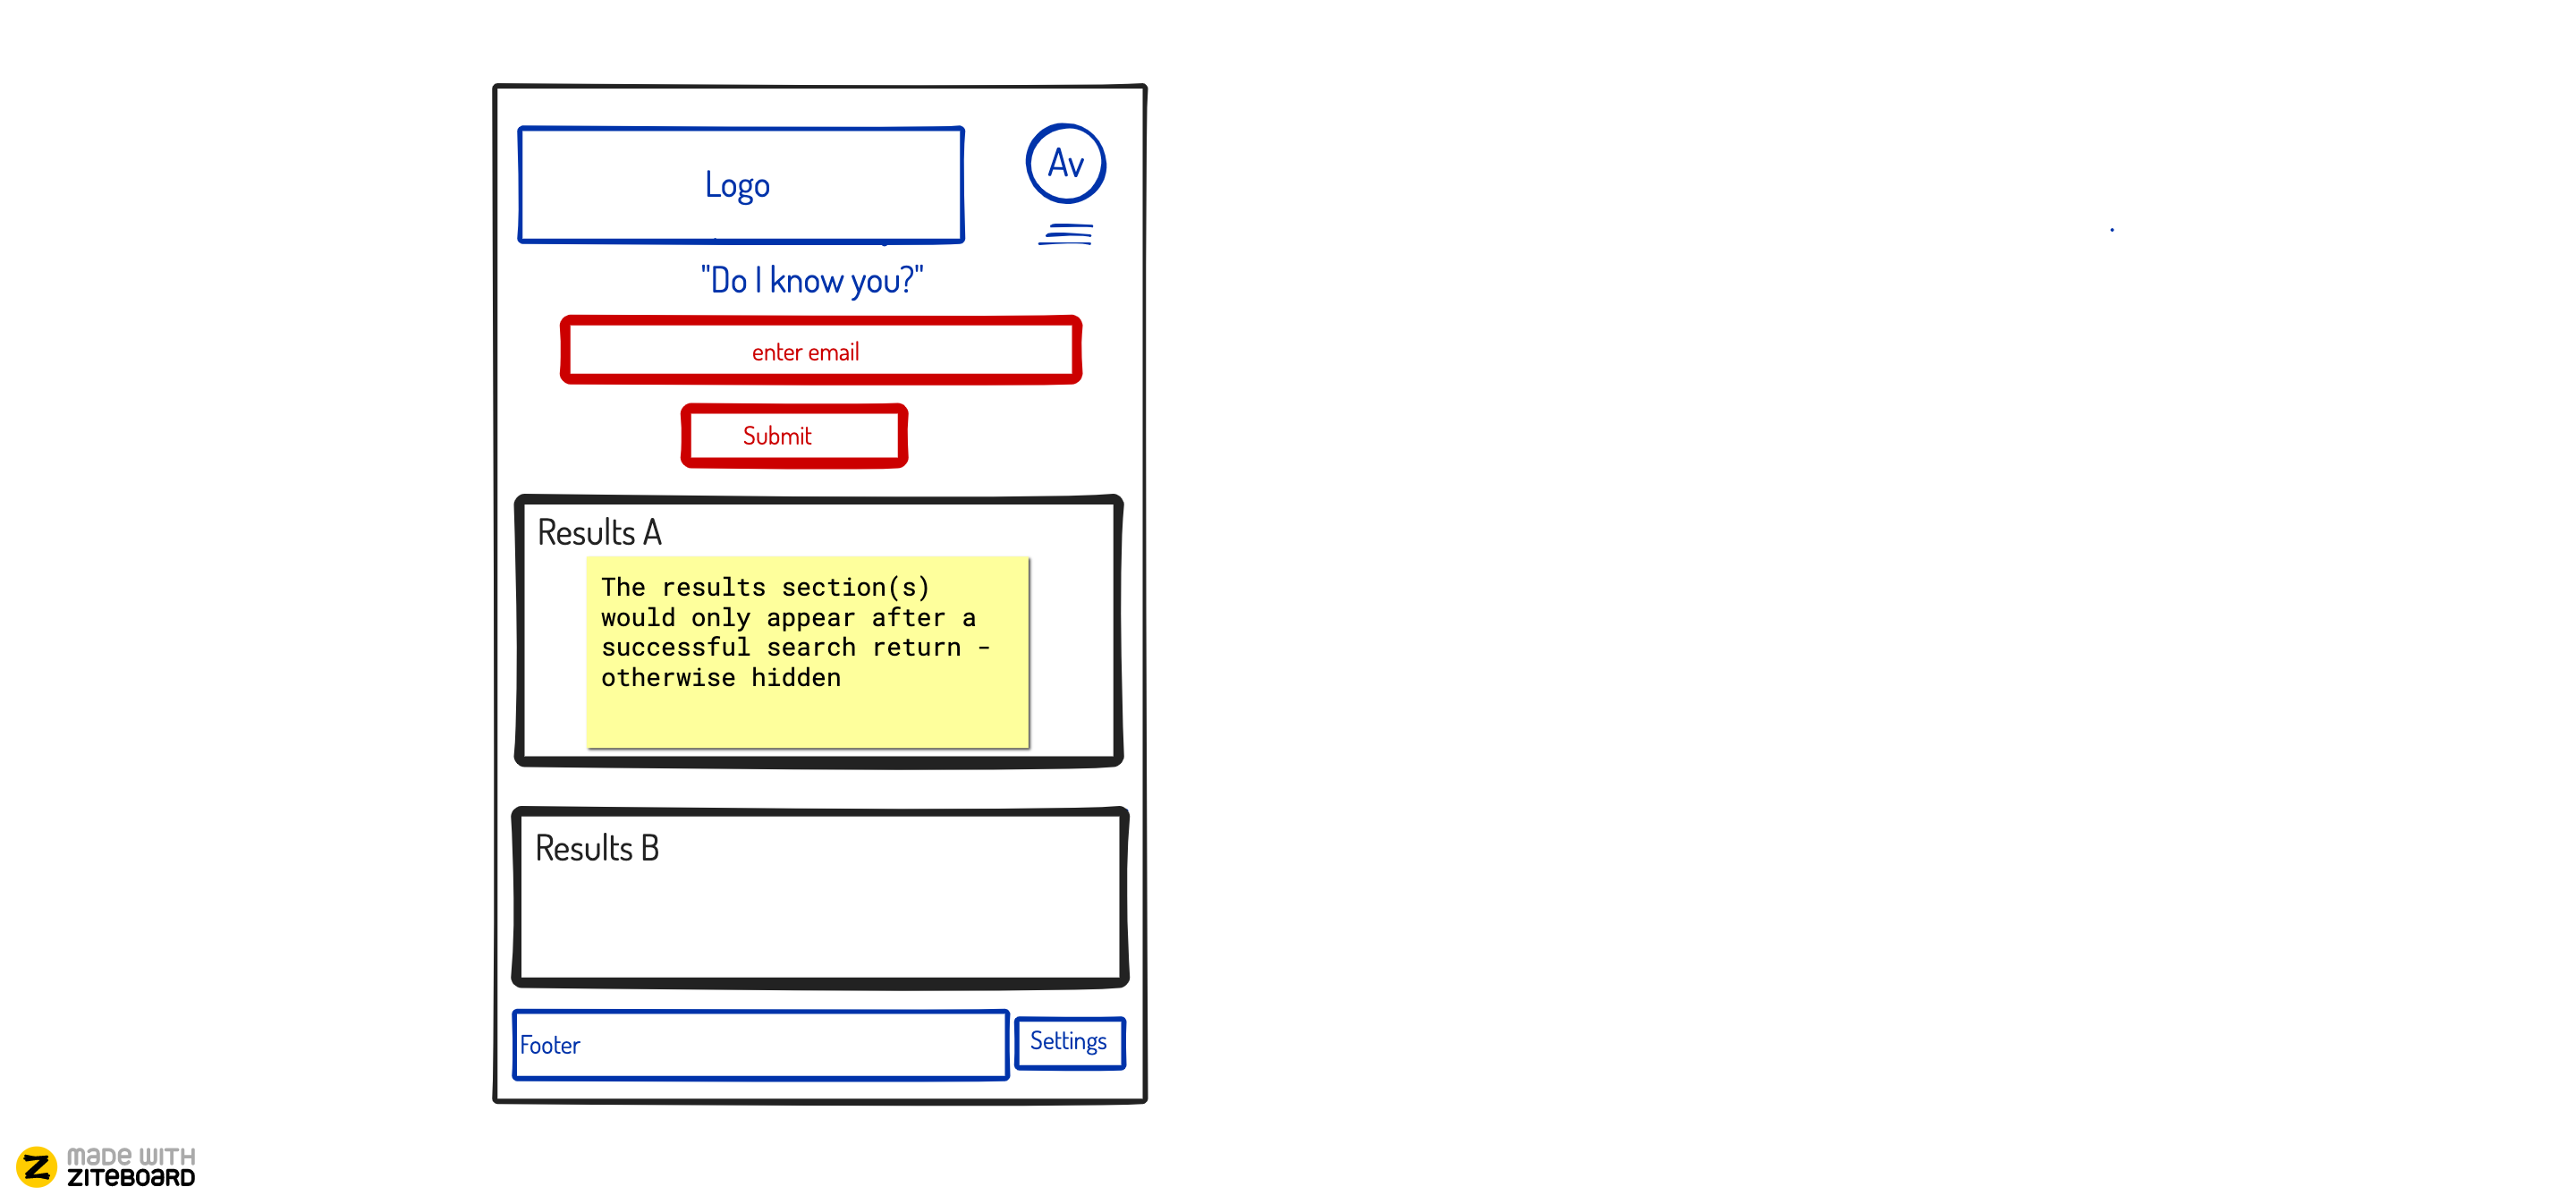 Logo
Av
"Do I know you?"
enter email
Submit
Results A
The results section(s)
would only appear after a
successful search return -
otherwise hidden
Results B
Footer
Settings
Z
MADE WITH
ZITEBOARD